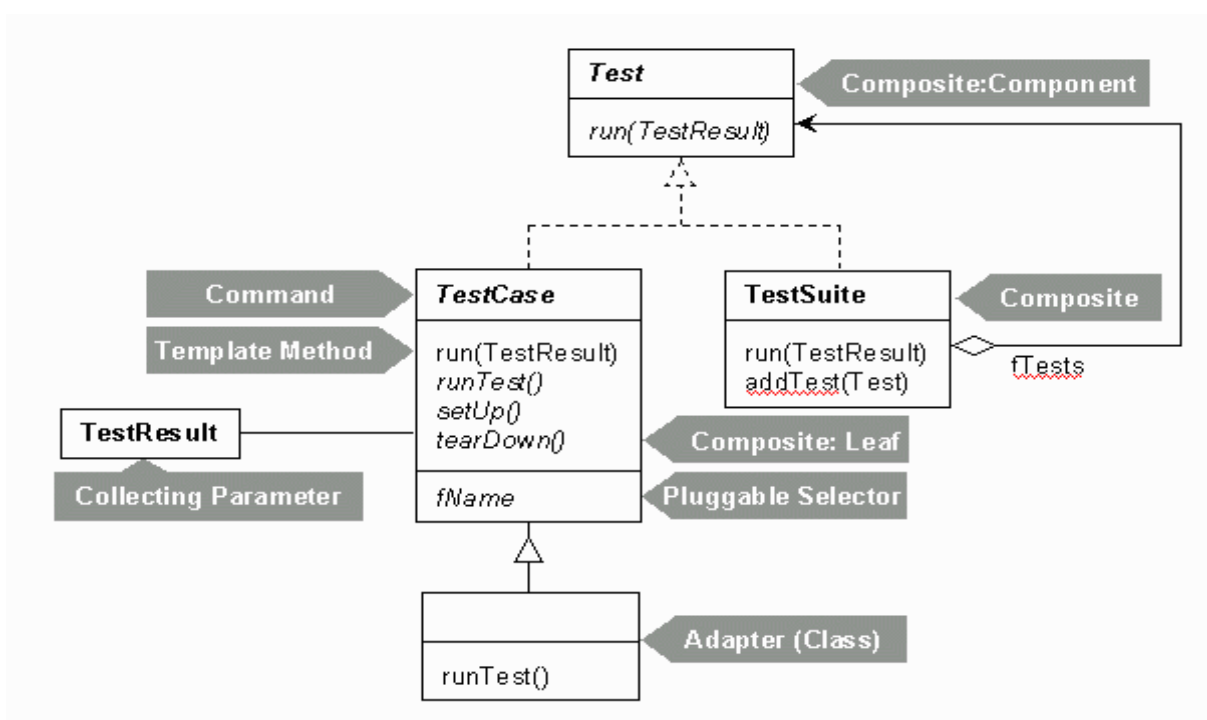 Test
Composite:Component
run(TestResult)
Command
TestCase
TestSuite
Composite
Template Method
run(TestResult)
runTest()
setUp()
tearDown()
run(TestResult)
addTest(Test)
fTests
TestResult
Composite: Leaf
Collecting Parameter
fName
Pluggable Selector
Adapter (Class)
runTest()